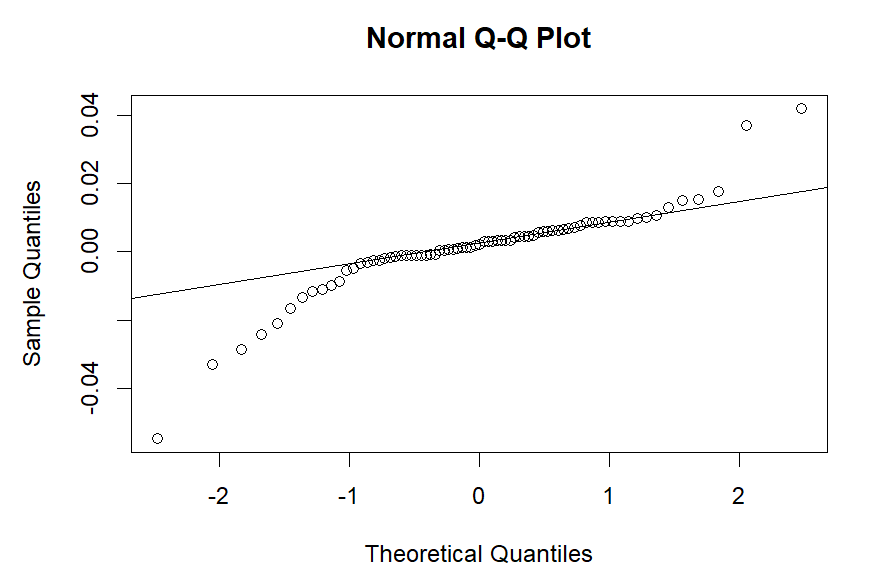 Normal Q-Q Plot
Sample Quantiles
0.04
0.02
0.00
-0.04
-2 -1 0 1 2
Theoretical Quantiles